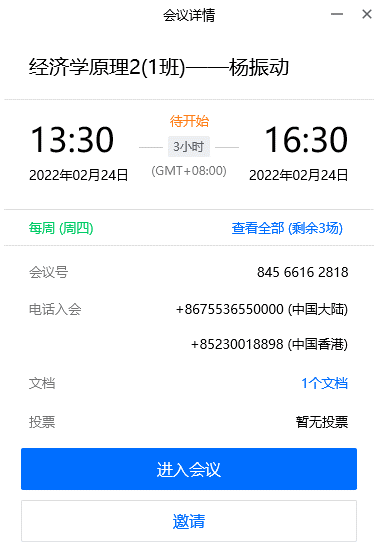 会议详情
经济学原理2(1班)——杨振动
待开始
13:30 3小时 16:30
2022年02月24日 (GMT+08:00) 2022年02月24日
每周 (周四) 查看全部 (剩余3场)
会议号 845 6616 2818
电话入会 +8675536550000 (中国大陆)
+85230018898 (中国香港)
文档 1个文档
投票 暂无投票
进入会议
邀请